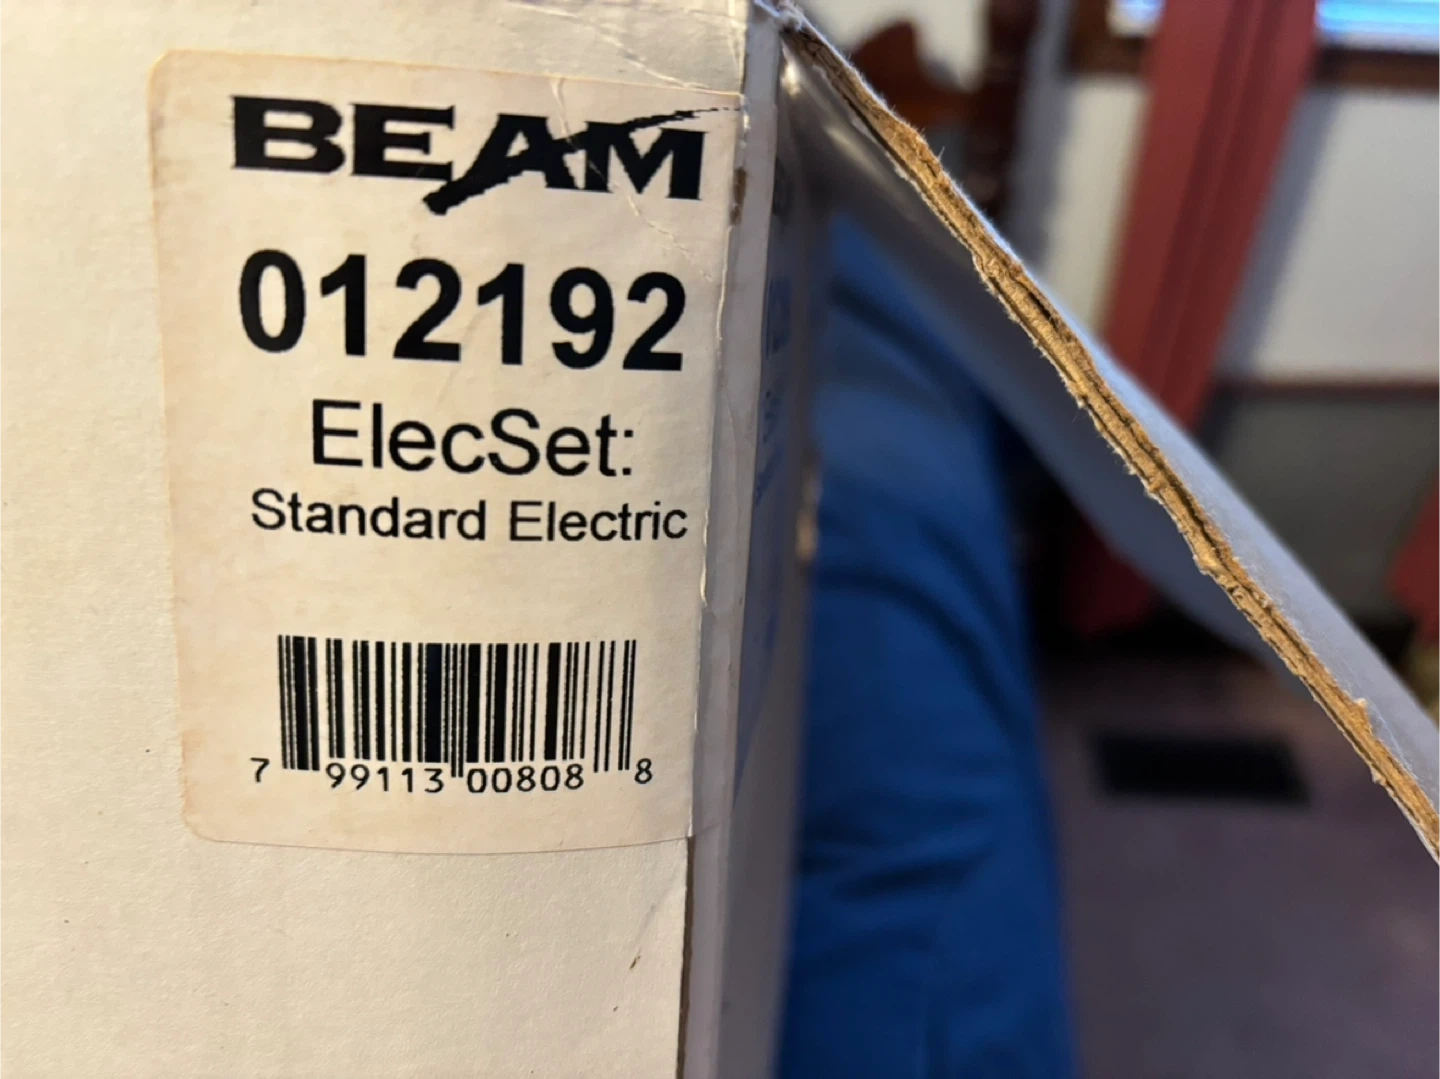 BEAM
012192
ElecSet:
Standard Electric
7 99113 00808 8